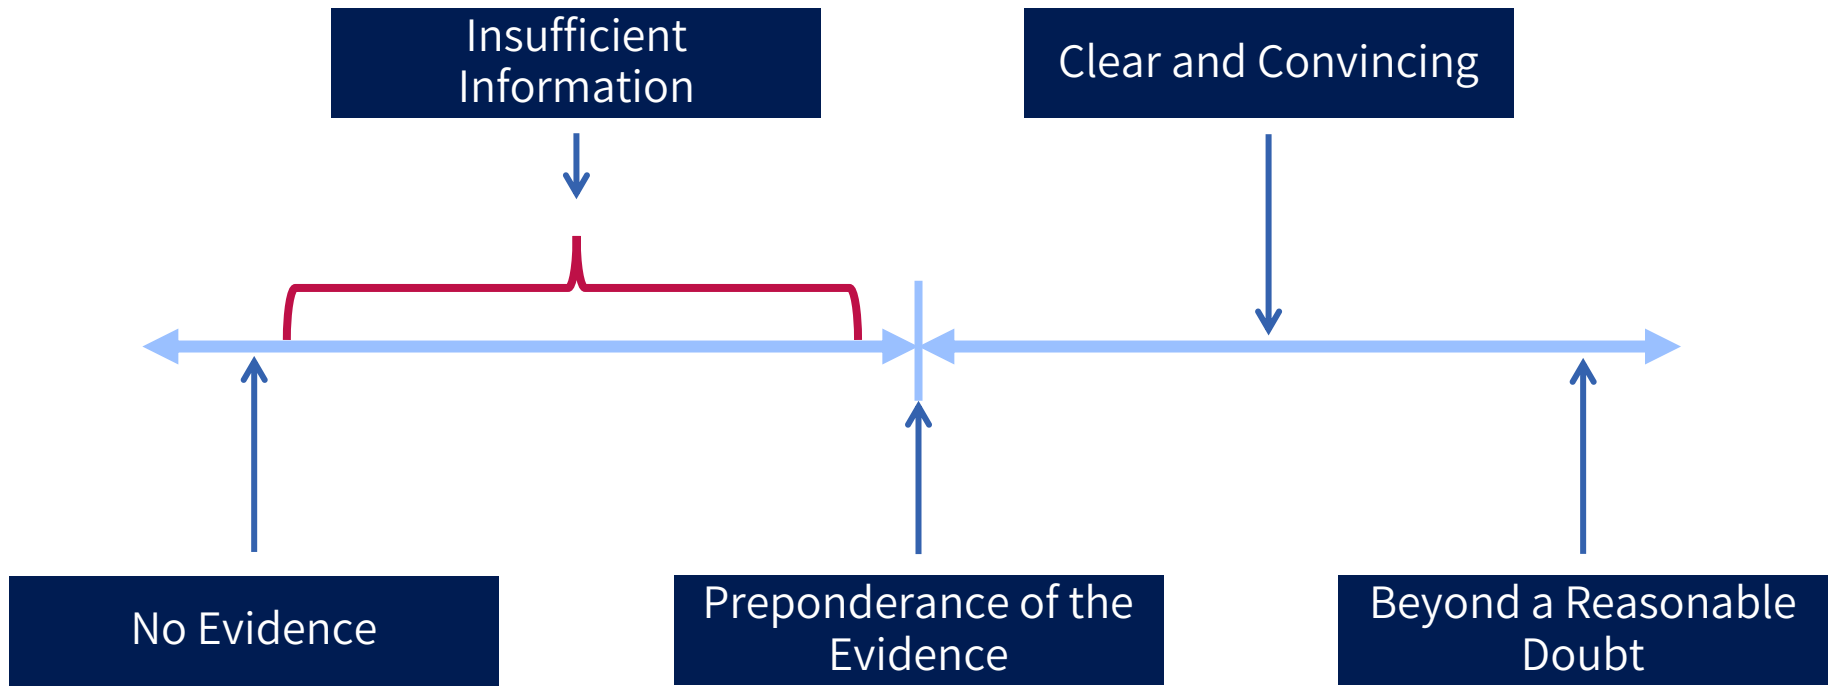 Insufficient
Information
Clear and Convincing
No Evidence
Preponderance of the
Evidence
Beyond a Reasonable
Doubt